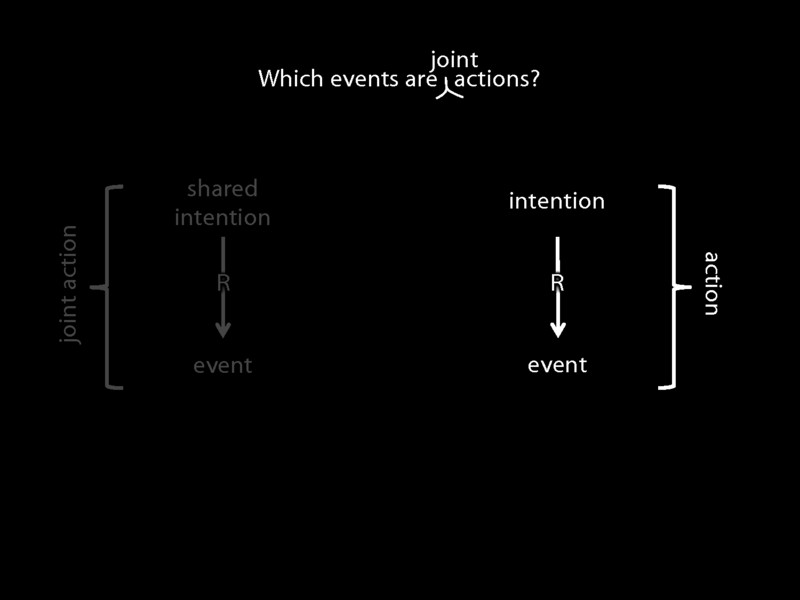 joint
Which events are actions?
shared
intention
R
event
joint action
intention
R
event
action